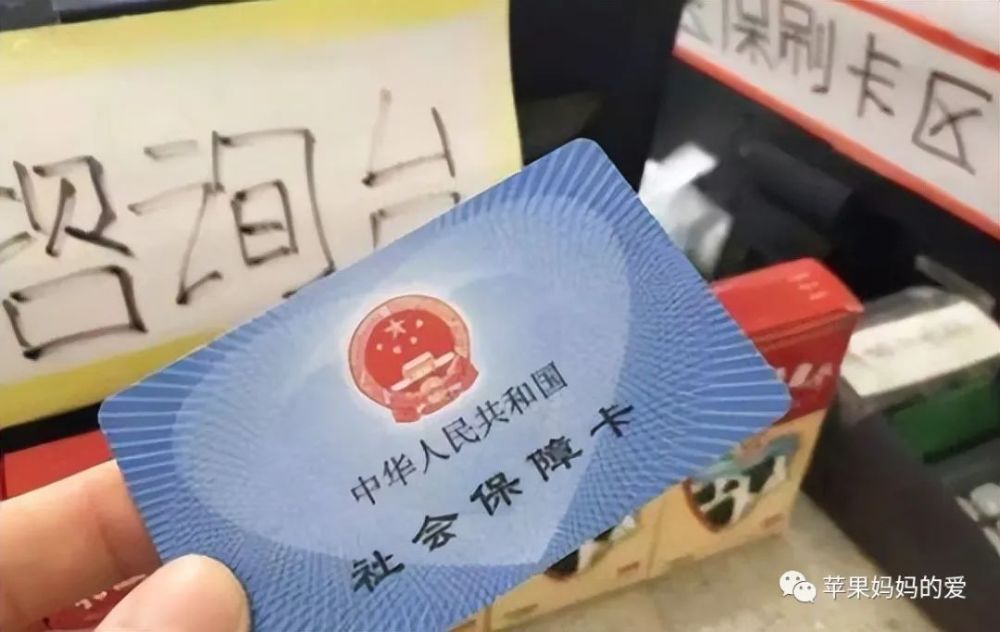 咨询台
保刷卡区
中华人民共和国
社会保障卡
苹果妈妈的爱